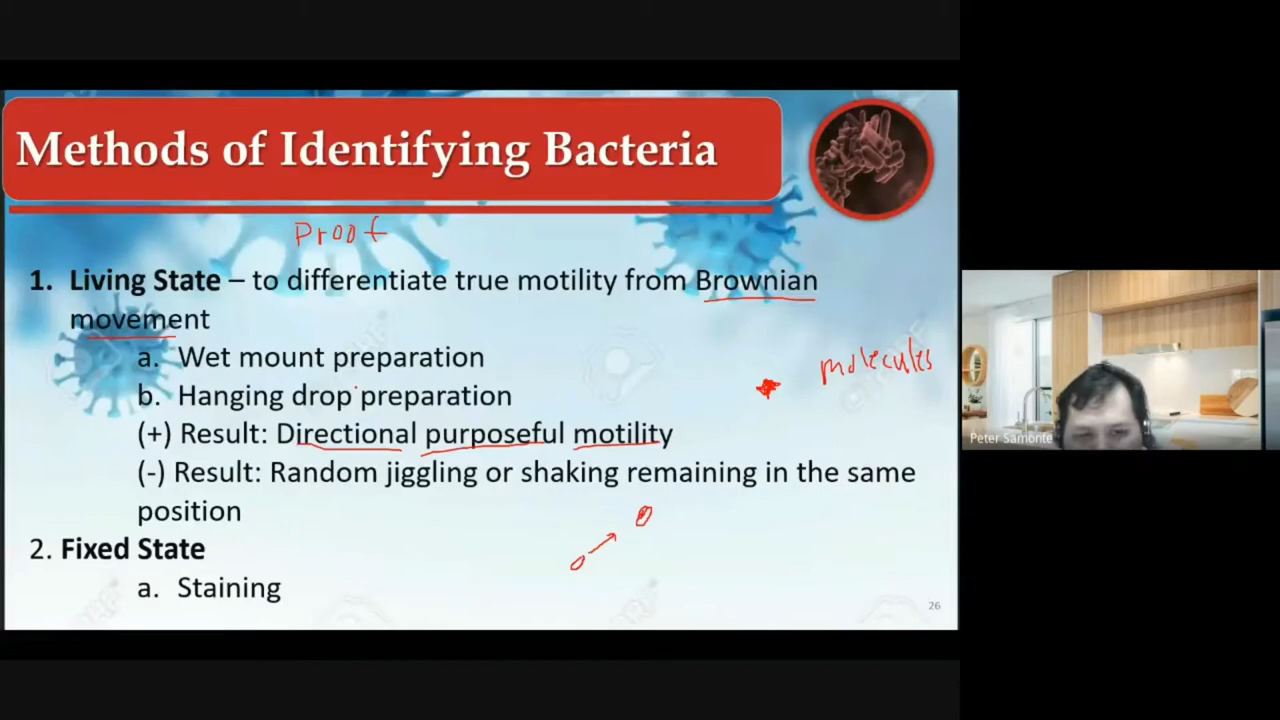 Methods of Identifying Bacteria
Proof
1. Living State – to differentiate true motility from Brownian
movement
a. Wet mount preparation
molecules
b. Hanging drop preparation
(+) Result: Directional purposeful motility
Peter Samonte
(-) Result: Random jiggling or shaking remaining in the same
position
2. Fixed State
a. Staining
26